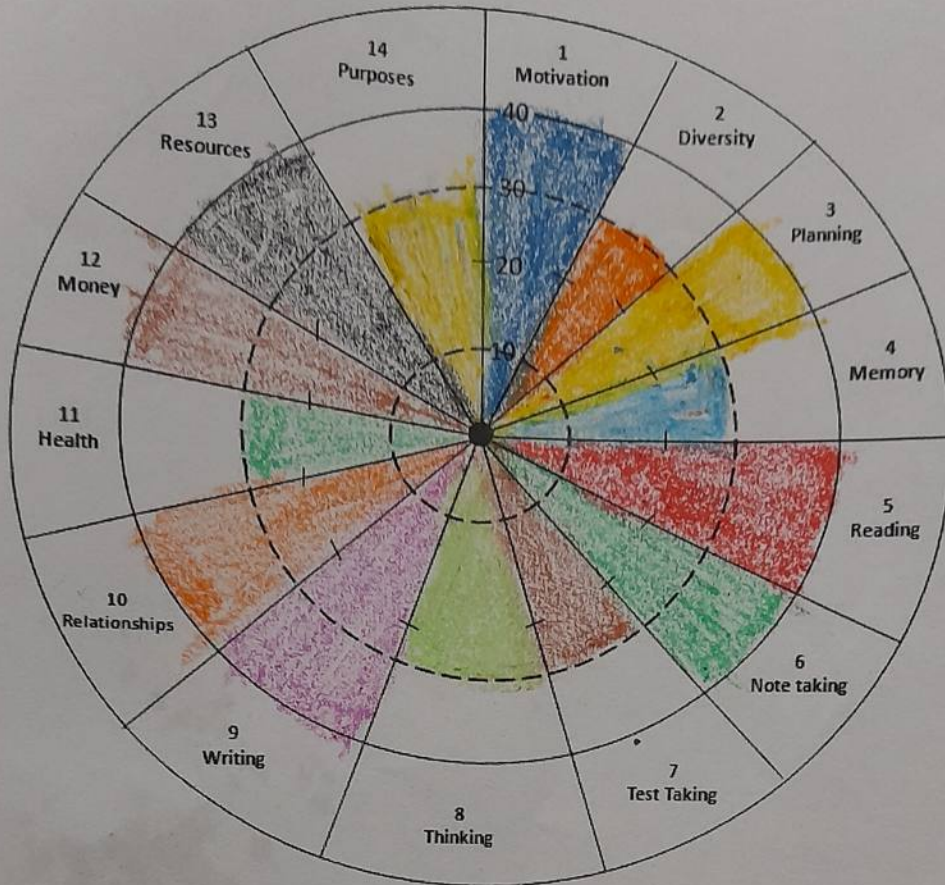 14
Purposes
1
Motivation
2
Diversity
3
Planning
4
Memory
5
Reading
6
Note taking
7
Test Taking
8
Thinking
9
Writing
10
Relationships
11
Health
12
Money
13
Resources
40
30
20
10